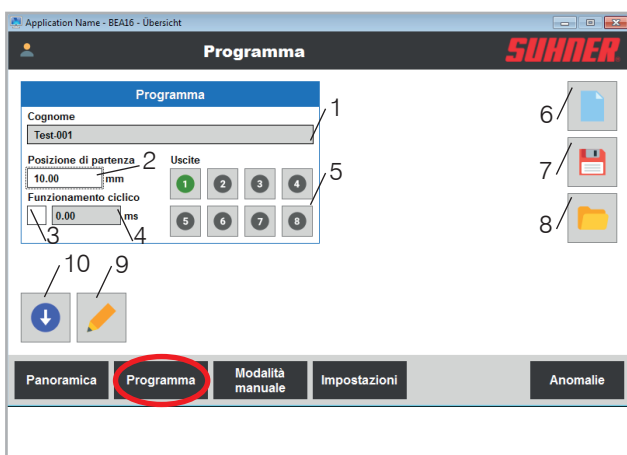 Application Name - BEA16 - Übersicht
Programma
SUHNER
Programma
Cognome
Test-001
1
Posizione di partenza
2
Uscite
10.00 mm
1 2 3 4
5
Funzionamento ciclico
0.00 ms
3
4
5 6 7 8
6
7
8
10
9
Panoramica
Programma
Modalità
manuale
Impostazioni
Anomalie